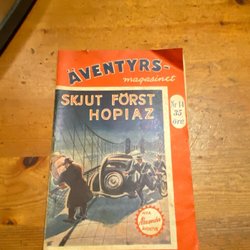 ÄVENTYRS-
magasinet
Nr 14
35
öre
SKJUT FÖRST
HOPIAZ